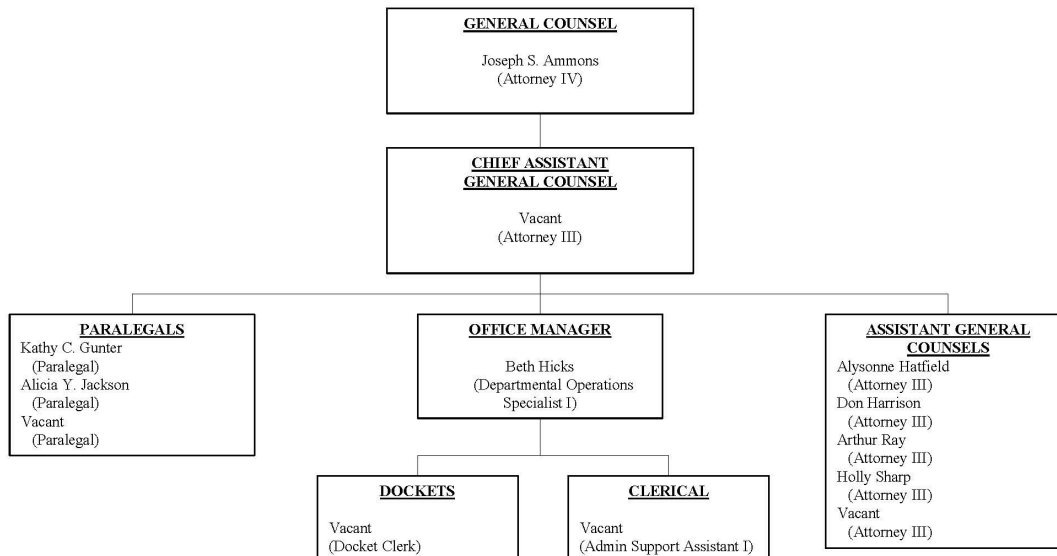 GENERAL COUNSEL
Joseph S. Ammons
(Attorney IV)
CHIEF ASSISTANT
GENERAL COUNSEL
Vacant
(Attorney III)
PARALEGALS
Kathy C. Gunter
(Paralegal)
Alicia Y. Jackson
(Paralegal)
Vacant
(Paralegal)
OFFICE MANAGER
Beth Hicks
(Departmental Operations
Specialist I)
ASSISTANT GENERAL
COUNSELS
Alysonne Hatfield
(Attorney III)
Don Harrison
(Attorney III)
Arthur Ray
(Attorney III)
Holly Sharp
(Attorney III)
Vacant
(Attorney III)
DOCKETS
Vacant
(Docket Clerk)
CLERICAL
Vacant
(Admin Support Assistant I)